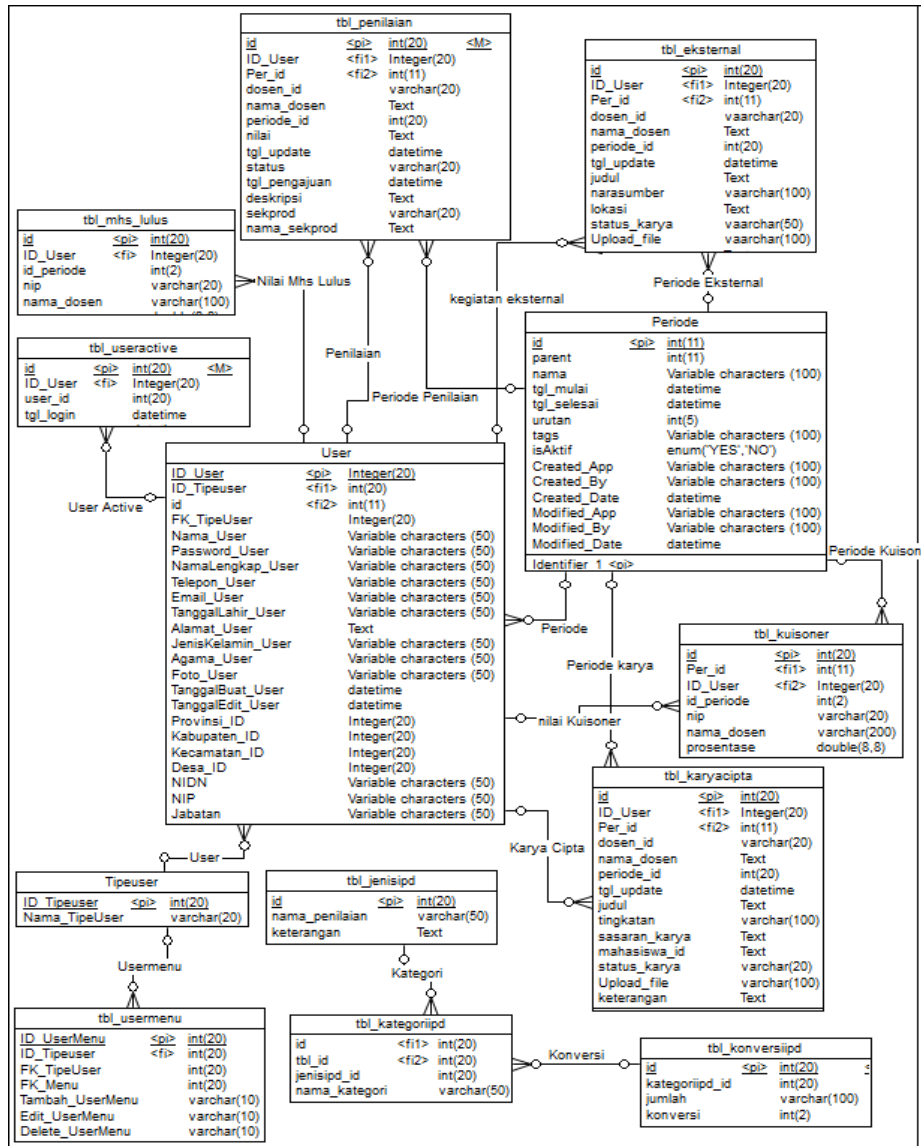 tbl_penilaian
id <pi> int(20) <M>
ID_User <fi1> Integer(20)
Per_id <fi2> int(11)
dosen_id varchar(20)
nama_dosen Text
periode_id int(20)
nilai Text
tgl_update datetime
status varchar(20)
tgl_pengajuan datetime
deskripsi Text
sekprod varchar(20)
nama_sekprod Text
tbl_eksternal
id <pi> int(20)
ID_User <fi1> Integer(20)
Per_id <fi2> int(11)
dosen_id vaarchar(20)
nama_dosen Text
periode_id int(20)
tgl_update datetime
judul Text
narasumber vaarchar(100)
lokasi Text
status_karya vaarchar(50)
Upload_file vaarchar(100)
tbl_mhs_lulus
id <pi> int(20)
ID_User <fi> Integer(20)
id_periode int(2)
nip varchar(20)
nama_dosen varchar(100)
Nilai Mhs Lulus
kegiatan eksternal
Periode Eksternal
Penilaian
Periode Penilaian
tbl_useractive
id <pi> int(20) <M>
ID_User <fi> Integer(20)
user_id int(20)
tgl_login datetime
User Active
Periode
id <pi> int(11)
parent int(11)
nama Variable characters (100)
tgl_mulai datetime
tgl_selesai datetime
urutan int(5)
tags Variable characters (100)
isAktif enum("YES",'NO')
Created_App Variable characters (100)
Created_By Variable characters (100)
Created_Date datetime
Modified_App Variable characters (100)
Modified_By Variable characters (100)
Modified_Date datetime
Identifier_1 <pi>
User
ID_User <pi> Integer(20)
ID_Tipeuser <fi1> int(20)
id <fi2> int(11)
FK_TipeUser Integer(20)
Nama_User Variable characters (50)
Password_User Variable characters (50)
NamaLengkap_User Variable characters (50)
Telepon_User Variable characters (50)
Email_User Variable characters (50)
TanggalLahir_User Variable characters (50)
Alamat_User Text
JenisKelamin_User Variable characters (50)
Agama_User Variable characters (50)
Foto_User Variable characters (50)
TanggalBuat_User datetime
TanggalEdit_User datetime
Provinsi_ID Integer(20)
Kabupaten_ID Integer(20)
Kecamatan_ID Integer(20)
Desa_ID Integer(20)
NIDN Variable characters (50)
NIP Variable characters (50)
Jabatan Variable characters (50)
Periode Kuison
Periode
Periode karya
nilai Kuisoner
tbl_kuisoner
id <pi> int(20)
Per_id <fi1> int(11)
ID_User <fi2> Integer(20)
id_periode int(2)
nip varchar(20)
nama_dosen varchar(200)
prosentase double(8,8)
tbl_karyacipta
id <pi> int(20)
ID_User <fi1> Integer(20)
Per_id <fi2> int(11)
dosen_id varchar(20)
nama_dosen Text
periode_id int(20)
tgl_update datetime
judul Text
tingkatan varchar(100)
sasaran_karya Text
mahasiswa_id Text
status_karya varchar(20)
Upload_file varchar(100)
keterangan Text
Karya Cipta
User
Tipeuser
ID_Tipeuser <pi> int(20)
Nama_TipeUser varchar(20)
Usermenu
tbl_usermenu
ID_UserMenu <pi> int(20)
ID_Tipeuser <fi> int(20)
FK_TipeUser int(20)
FK_Menu int(20)
Tambah_UserMenu varchar(10)
Edit_UserMenu varchar(10)
Delete_UserMenu varchar(10)
tbl_jenisipd
id <pi> int(20)
nama_penilaian varchar(50)
keterangan Text
Kategori
tbl_kategoriipd
id <fi1> int(20)
tbl_id <fi2> int(20)
jenisipd_id int(20)
nama_kategori varchar(50)
Konversi
tbl_konversiipd
id <pi> int(20) <
kategoriipd_id int(20)
jumlah varchar(100)
konversi int(2)